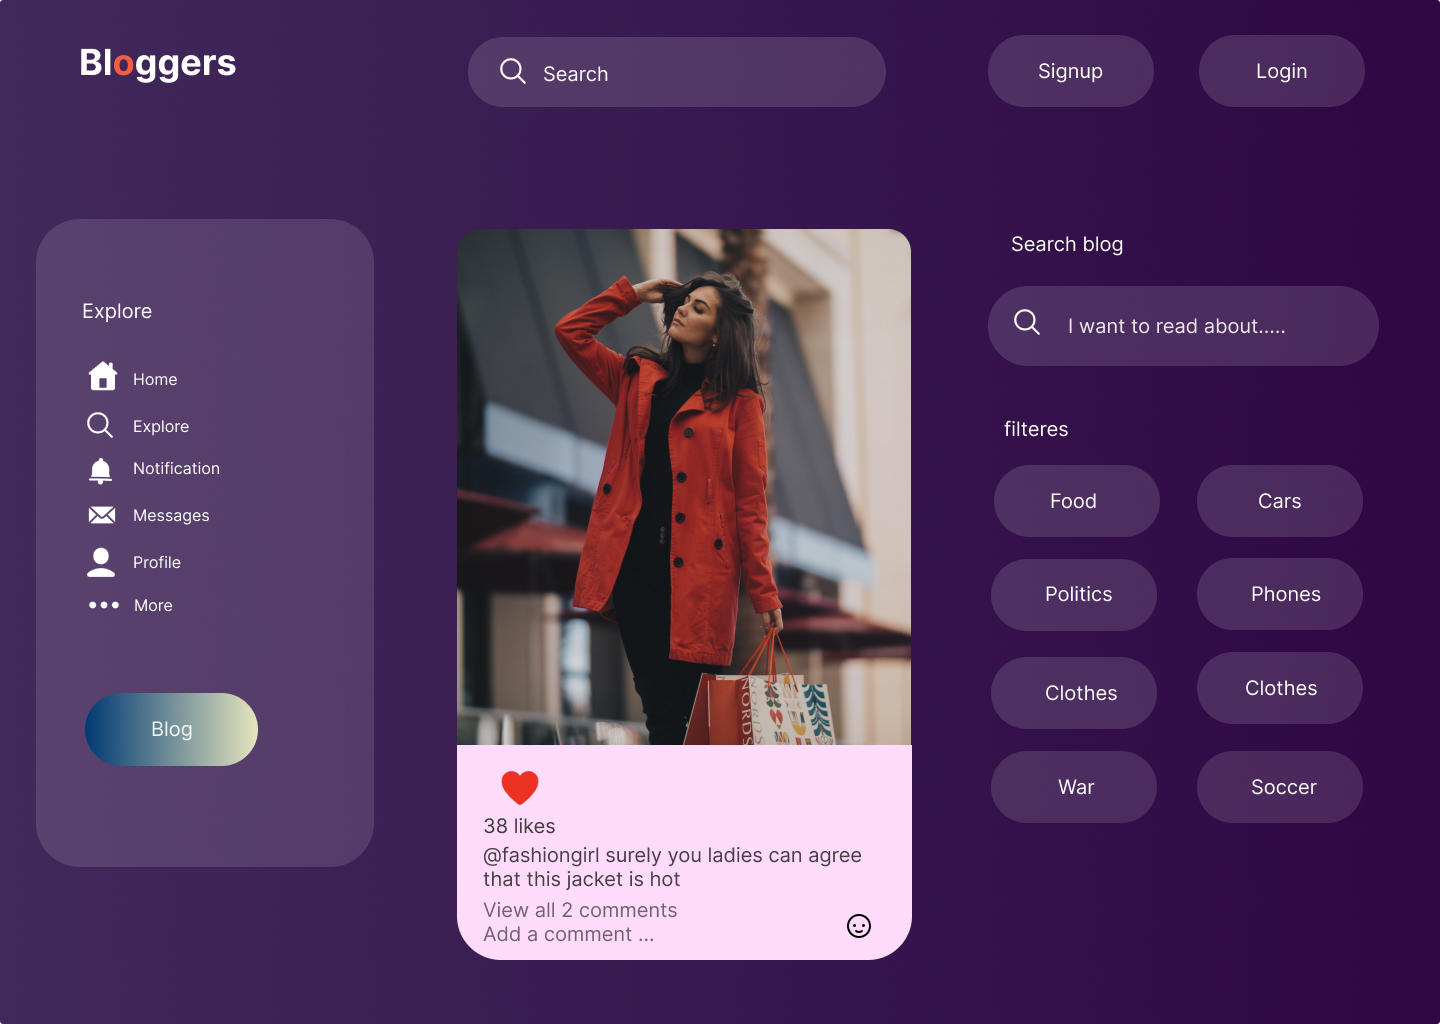 Bloggers
Search
Signup
Login
Explore
Home
Explore
Notification
Messages
Profile
More
Blog
38 likes
@fashiongirl surely you ladies can agree
that this jacket is hot
View all 2 comments
Add a comment ...
Search blog
I want to read about.....
filteres
Food
Cars
Politics
Phones
Clothes
Clothes
War
Soccer